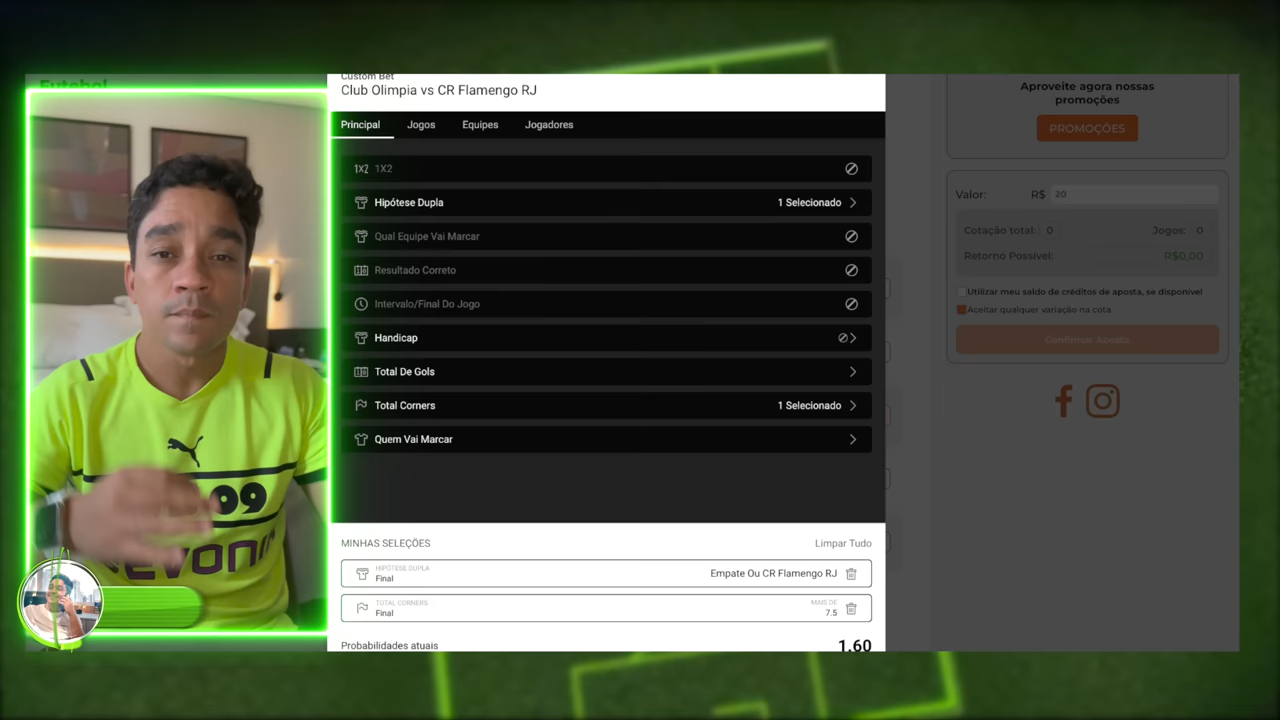 Futebol
09
EVONI
Custom Bet
Club Olimpia vs CR Flamengo RJ
Principal
Jogos
Equipes
Jogadores
1X2 1X2
Hipótese Dupla
1 Selecionado
Qual Equipe Vai Marcar
Resultado Correto
Intervalo/Final Do Jogo
Handicap
Total De Gols
Total Corners
1 Selecionado
Quem Vai Marcar
MINHAS SELEÇÕES
Limpar Tudo
HIPÓTESE DUPLA
Final
Empate Ou CR Flamengo RJ
TOTAL CORNERS
Final
MAIS DE
7.5
Probabilidades atuais
1.60
Aproveite agora nossas
promoções
PROMOÇÕES
Valor:
R$ 20
Cotação total: 0
Jogos: 0
Retorno Possível:
R$0,00
Utilizar meu saldo de créditos de aposta, se disponível
Aceitar qualquer variação na cota
Confirmar Aposta